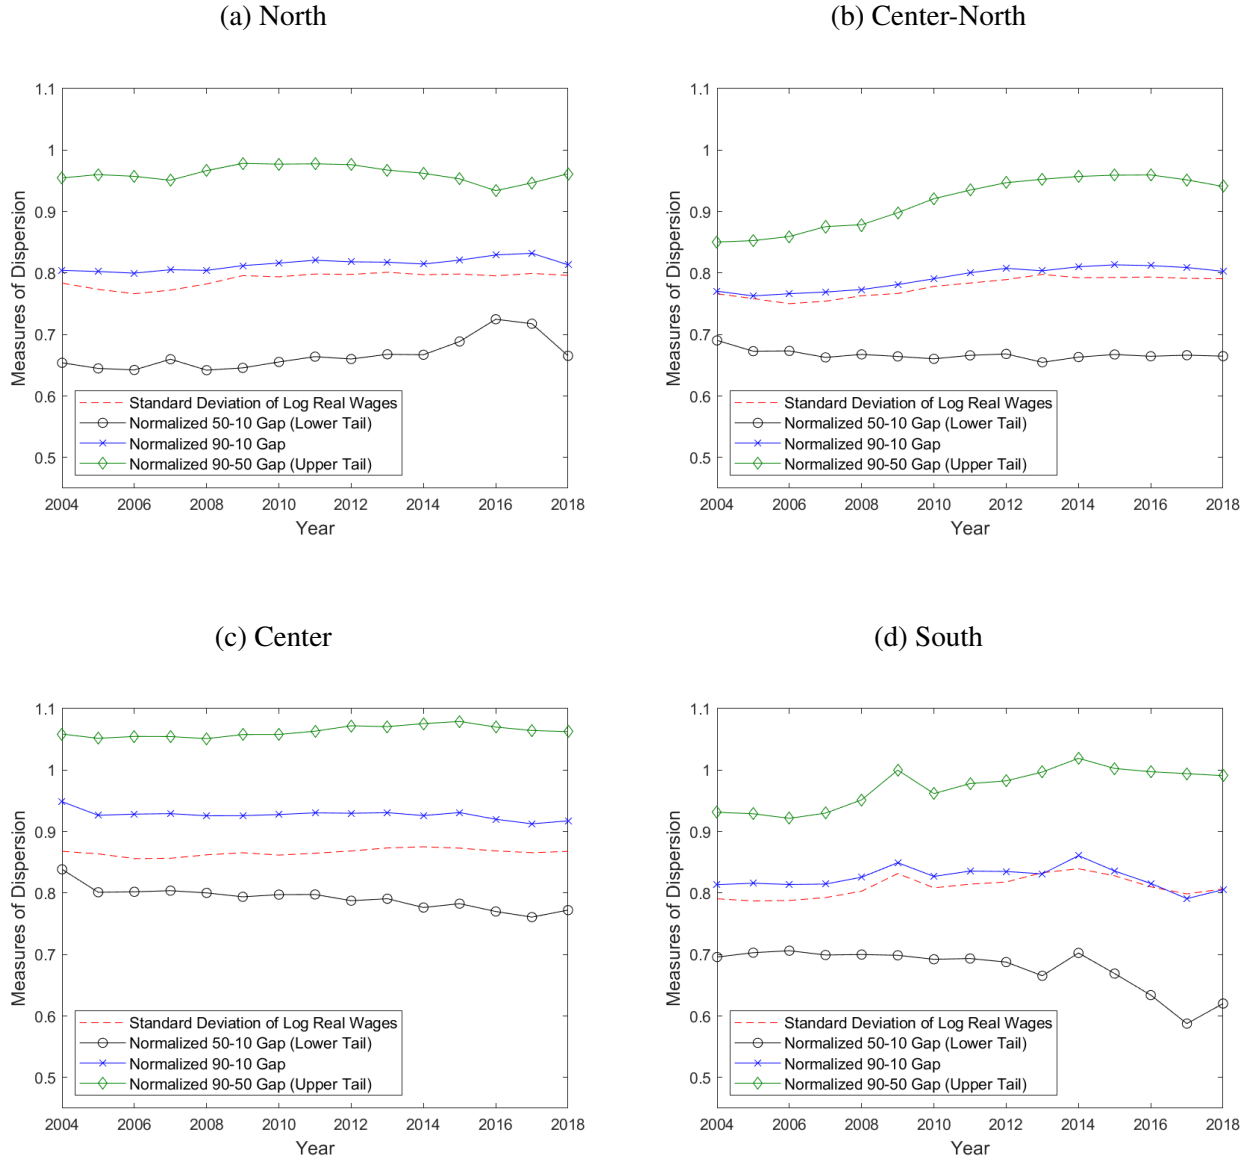 (a) North
1.1
1
0.9
0.8
0.7
0.6
0.5
Measures of Dispersion
Standard Deviation of Log Real Wages
Normalized 50-10 Gap (Lower Tail)
Normalized 90-10 Gap
Normalized 90-50 Gap (Upper Tail)
2004 2006 2008 2010 2012 2014 2016 2018
Year
(b) Center-North
1.1
1
0.9
0.8
0.7
0.6
0.5
Measures of Dispersion
Standard Deviation of Log Real Wages
Normalized 50-10 Gap (Lower Tail)
Normalized 90-10 Gap
Normalized 90-50 Gap (Upper Tail)
2004 2006 2008 2010 2012 2014 2016 2018
Year
(c) Center
1.1
1
0.9
0.8
0.7
0.6
0.5
Measures of Dispersion
Standard Deviation of Log Real Wages
Normalized 50-10 Gap (Lower Tail)
Normalized 90-10 Gap
Normalized 90-50 Gap (Upper Tail)
2004 2006 2008 2010 2012 2014 2016 2018
Year
(d) South
1.1
1
0.9
0.8
0.7
0.6
0.5
Measures of Dispersion
Standard Deviation of Log Real Wages
Normalized 50-10 Gap (Lower Tail)
Normalized 90-10 Gap
Normalized 90-50 Gap (Upper Tail)
2004 2006 2008 2010 2012 2014 2016 2018
Year